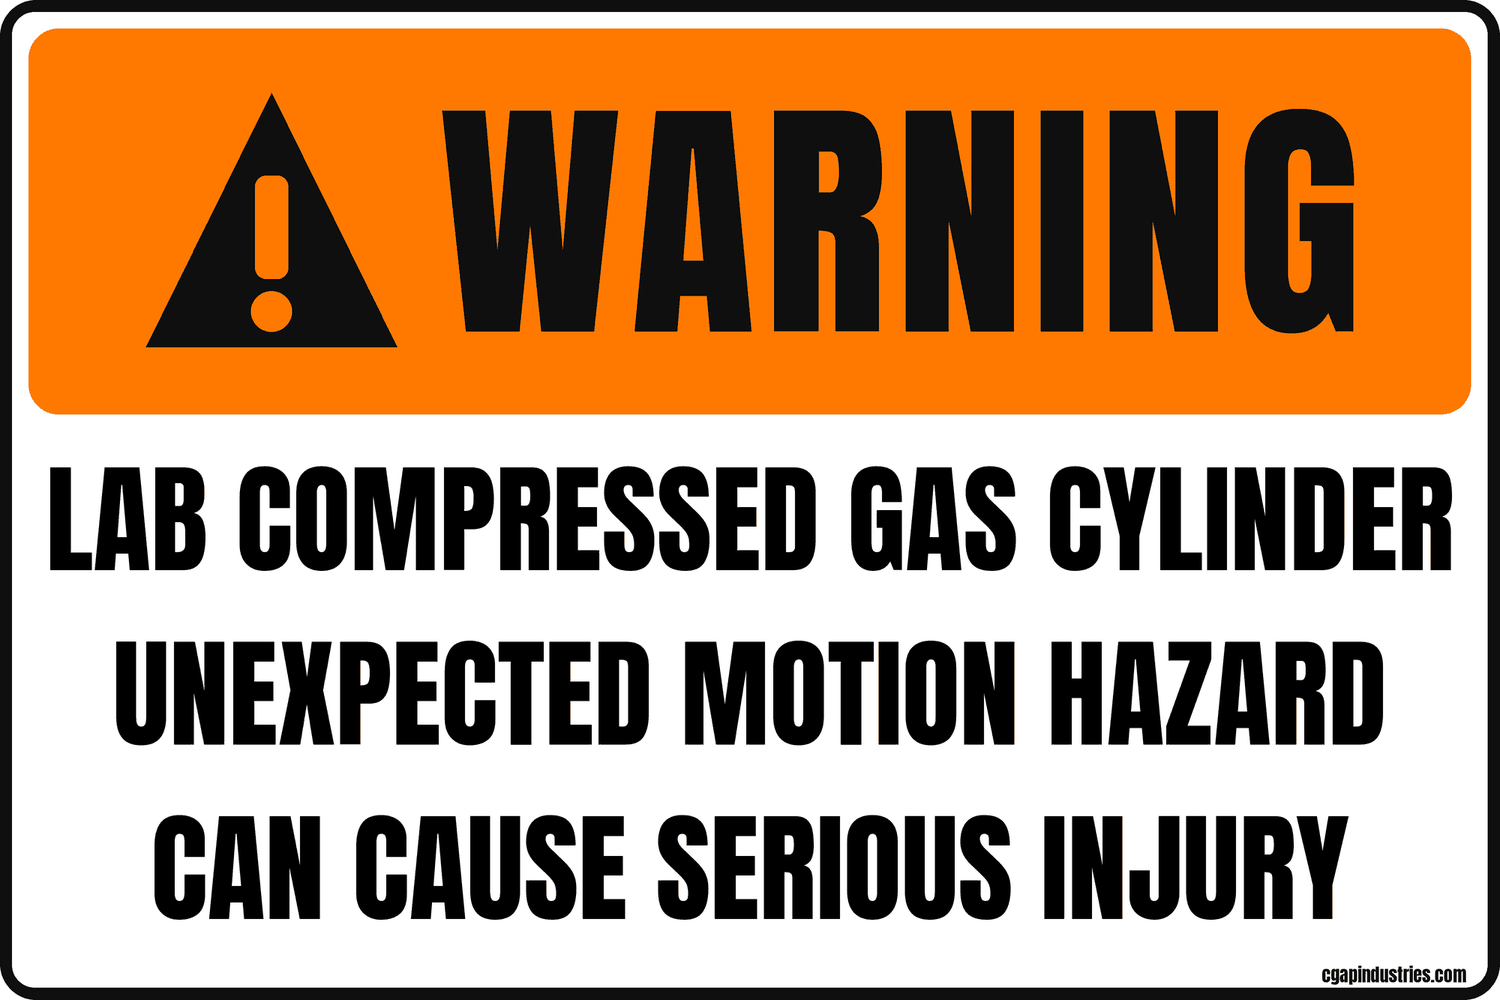 WARNING
LAB COMPRESSED GAS CYLINDER
UNEXPECTED MOTION HAZARD
CAN CAUSE SERIOUS INJURY
cgapindustries.com